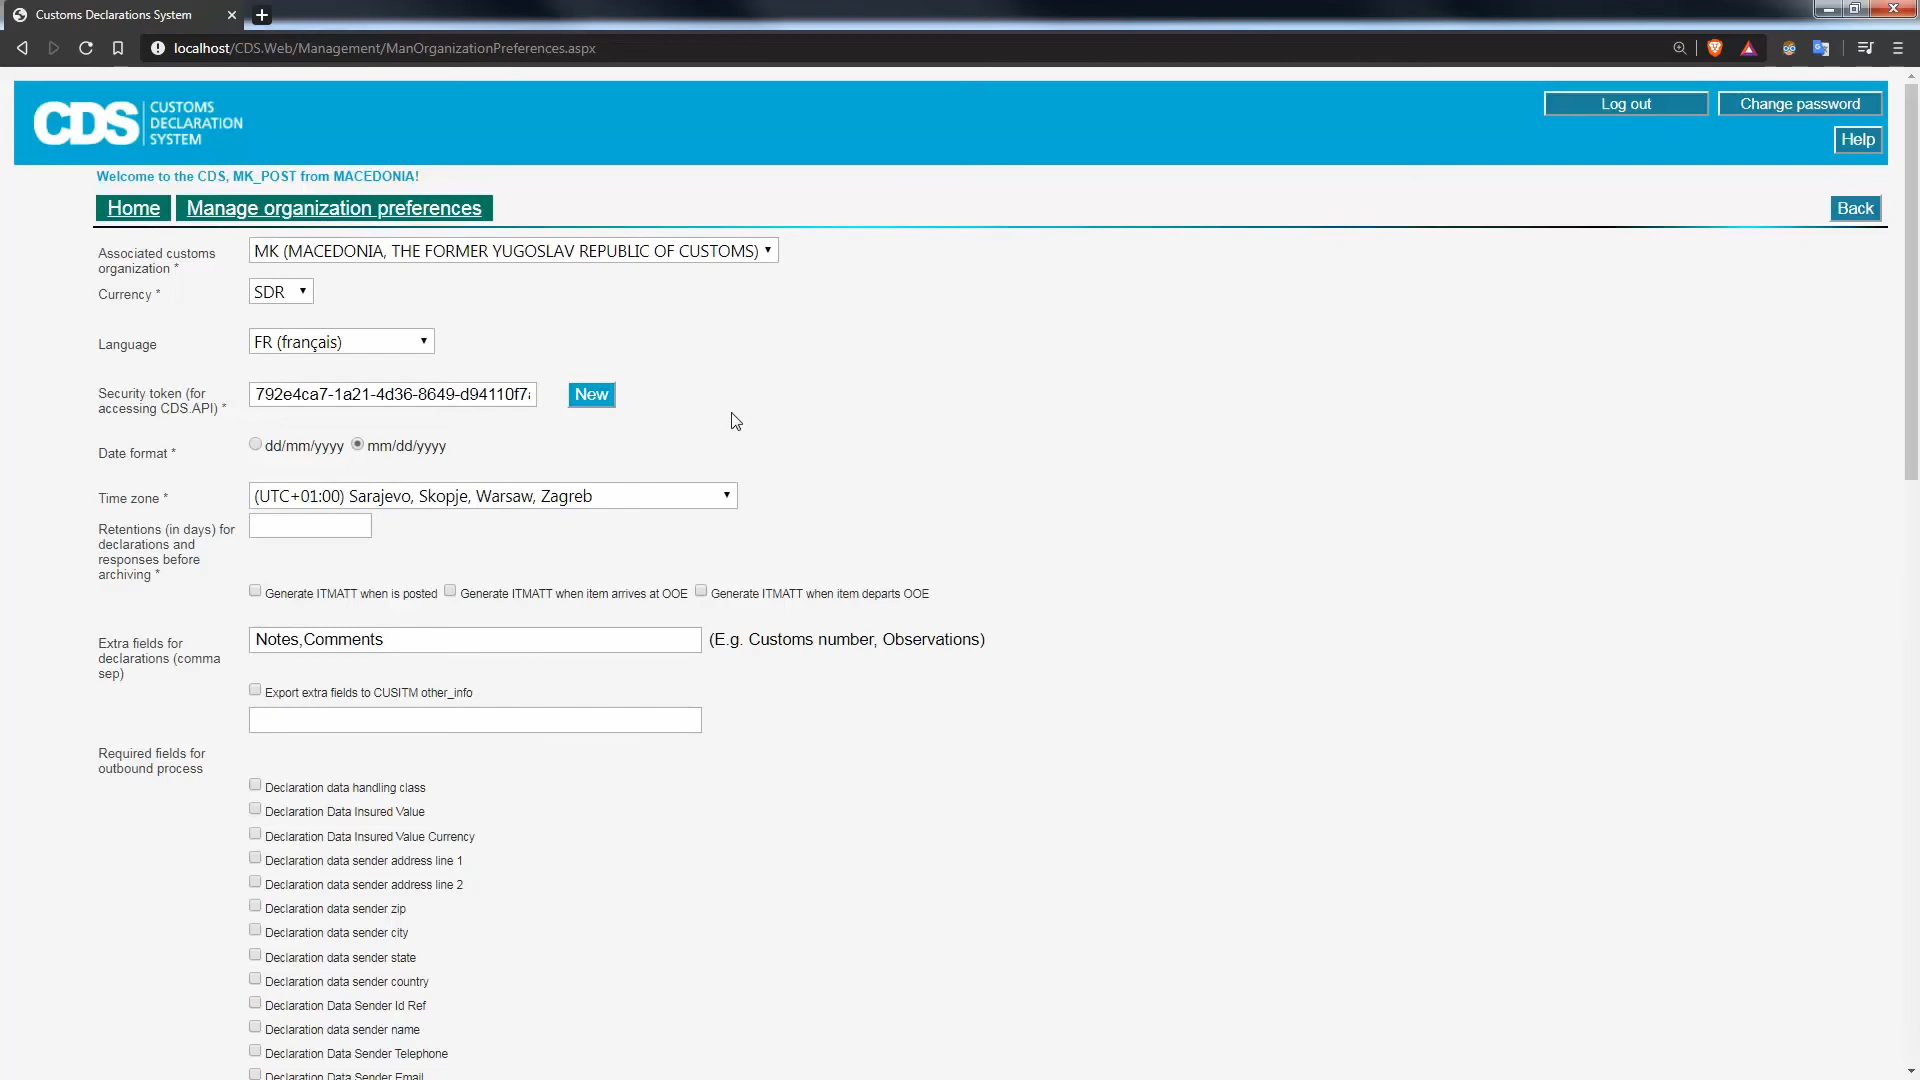 Customs Declarations System
localhost/CDS.Web/Management/ManOrganizationPreferences.aspx
CDS
CUSTOMS
DECLARATION
SYSTEM
Log out
Change password
Help
Welcome to the CDS, MK_POST from MACEDONIA!
Home
Manage organization preferences
Back
Associated customs
organization *
MK (MACEDONIA, THE FORMER YUGOSLAV REPUBLIC OF CUSTOMS)
Currency *
SDR
Language
FR (français)
Security token (for
accessing CDS.API) *
792e4ca7-1a21-4d36-8649-d94110f7
New
Date format *
dd/mm/yyyy mm/dd/yyyy
Time zone *
(UTC+01:00) Sarajevo, Skopje, Warsaw, Zagreb
Retentions (in days) for
declarations and
responses before
archiving *
Generate ITMATT when is posted Generate ITMATT when item arrives at OOE Generate ITMATT when item departs OOE
Extra fields for
declarations (comma
sep)
Notes,Comments
(E.g. Customs number, Observations)
Export extra fields to CUSITM other_info
Required fields for
outbound process
Declaration data handling class
Declaration Data Insured Value
Declaration Data Insured Value Currency
Declaration data sender address line 1
Declaration data sender address line 2
Declaration data sender zip
Declaration data sender city
Declaration data sender state
Declaration data sender country
Declaration Data Sender Id Ref
Declaration data sender name
Declaration Data Sender Telephone
Declaration Data Sender Email